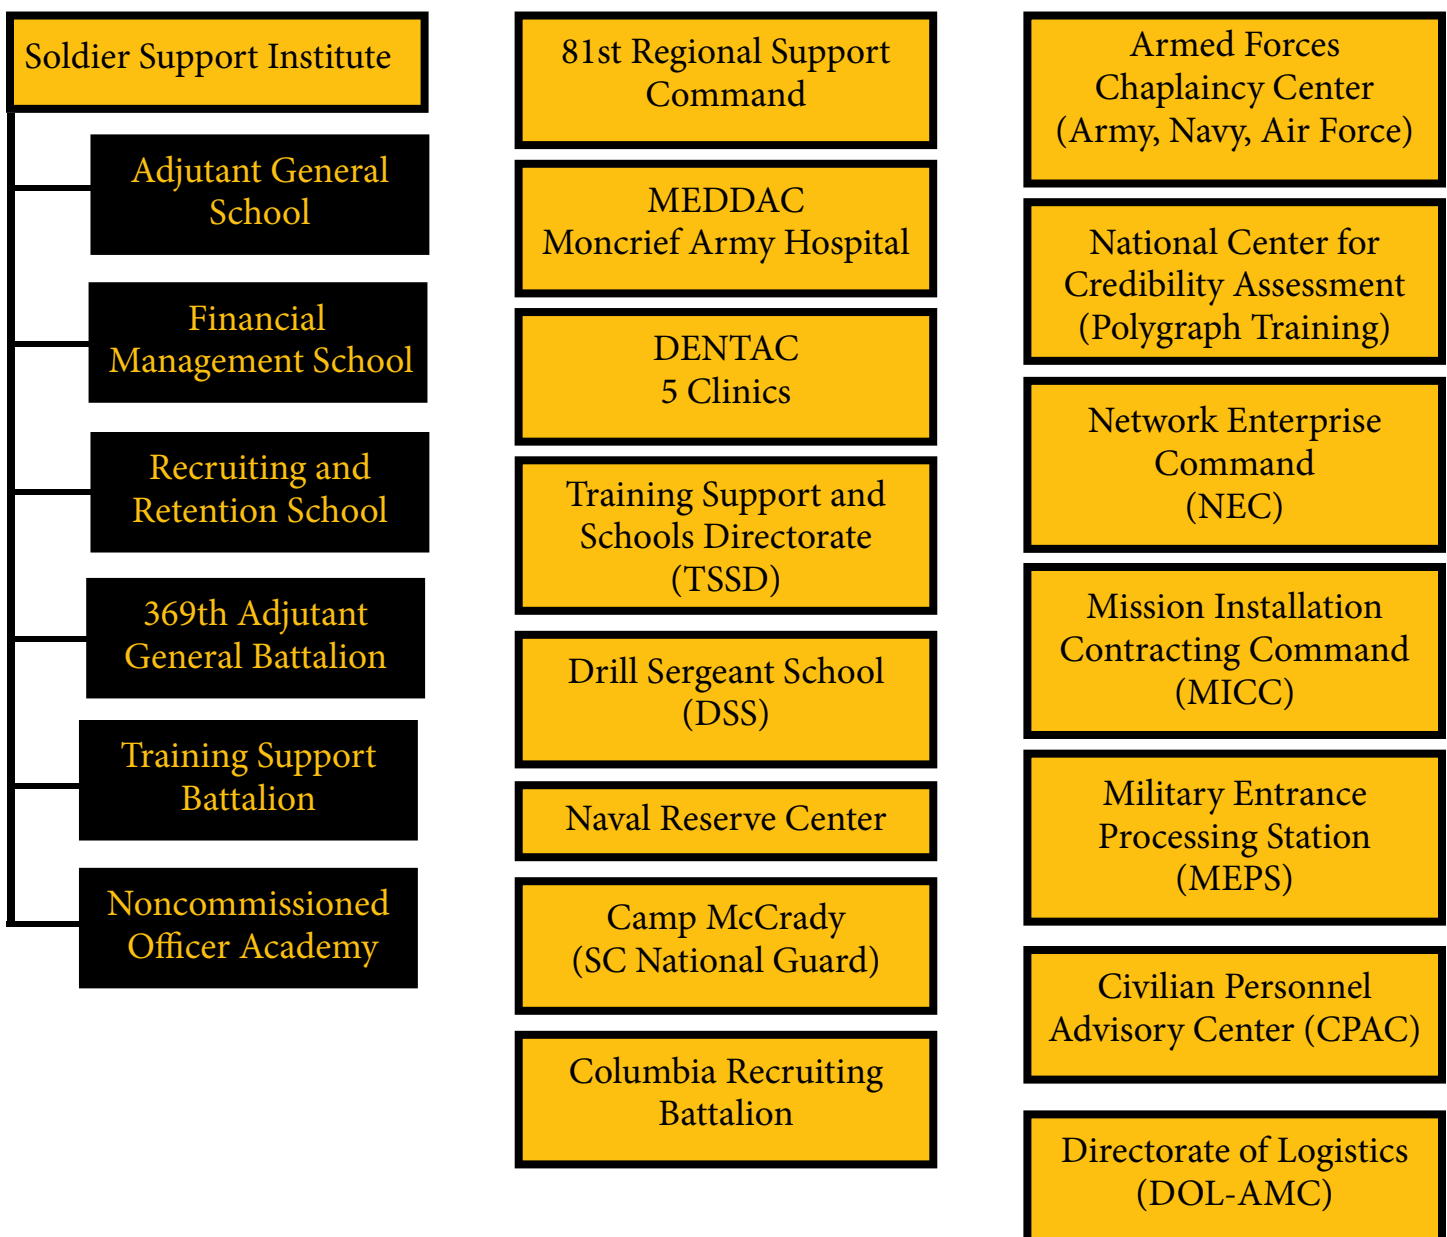 Soldier Support Institute
Adjutant General
School
Financial
Management School
Recruiting and
Retention School
369th Adjutant
General Battalion
Training Support
Battalion
Noncommissioned
Officer Academy
81st Regional Support
Command
MEDDAC
Moncrief Army Hospital
DENTAC
5 Clinics
Training Support and
Schools Directorate
(TSSD)
Drill Sergeant School
(DSS)
Naval Reserve Center
Camp McCrady
(SC National Guard)
Columbia Recruiting
Battalion
Armed Forces
Chaplaincy Center
(Army, Navy, Air Force)
National Center for
Credibility Assessment
(Polygraph Training)
Network Enterprise
Command
(NEC)
Mission Installation
Contracting Command
(MICC)
Military Entrance
Processing Station
(MEPS)
Civilian Personnel
Advisory Center (CPAC)
Directorate of Logistics
(DOL-AMC)